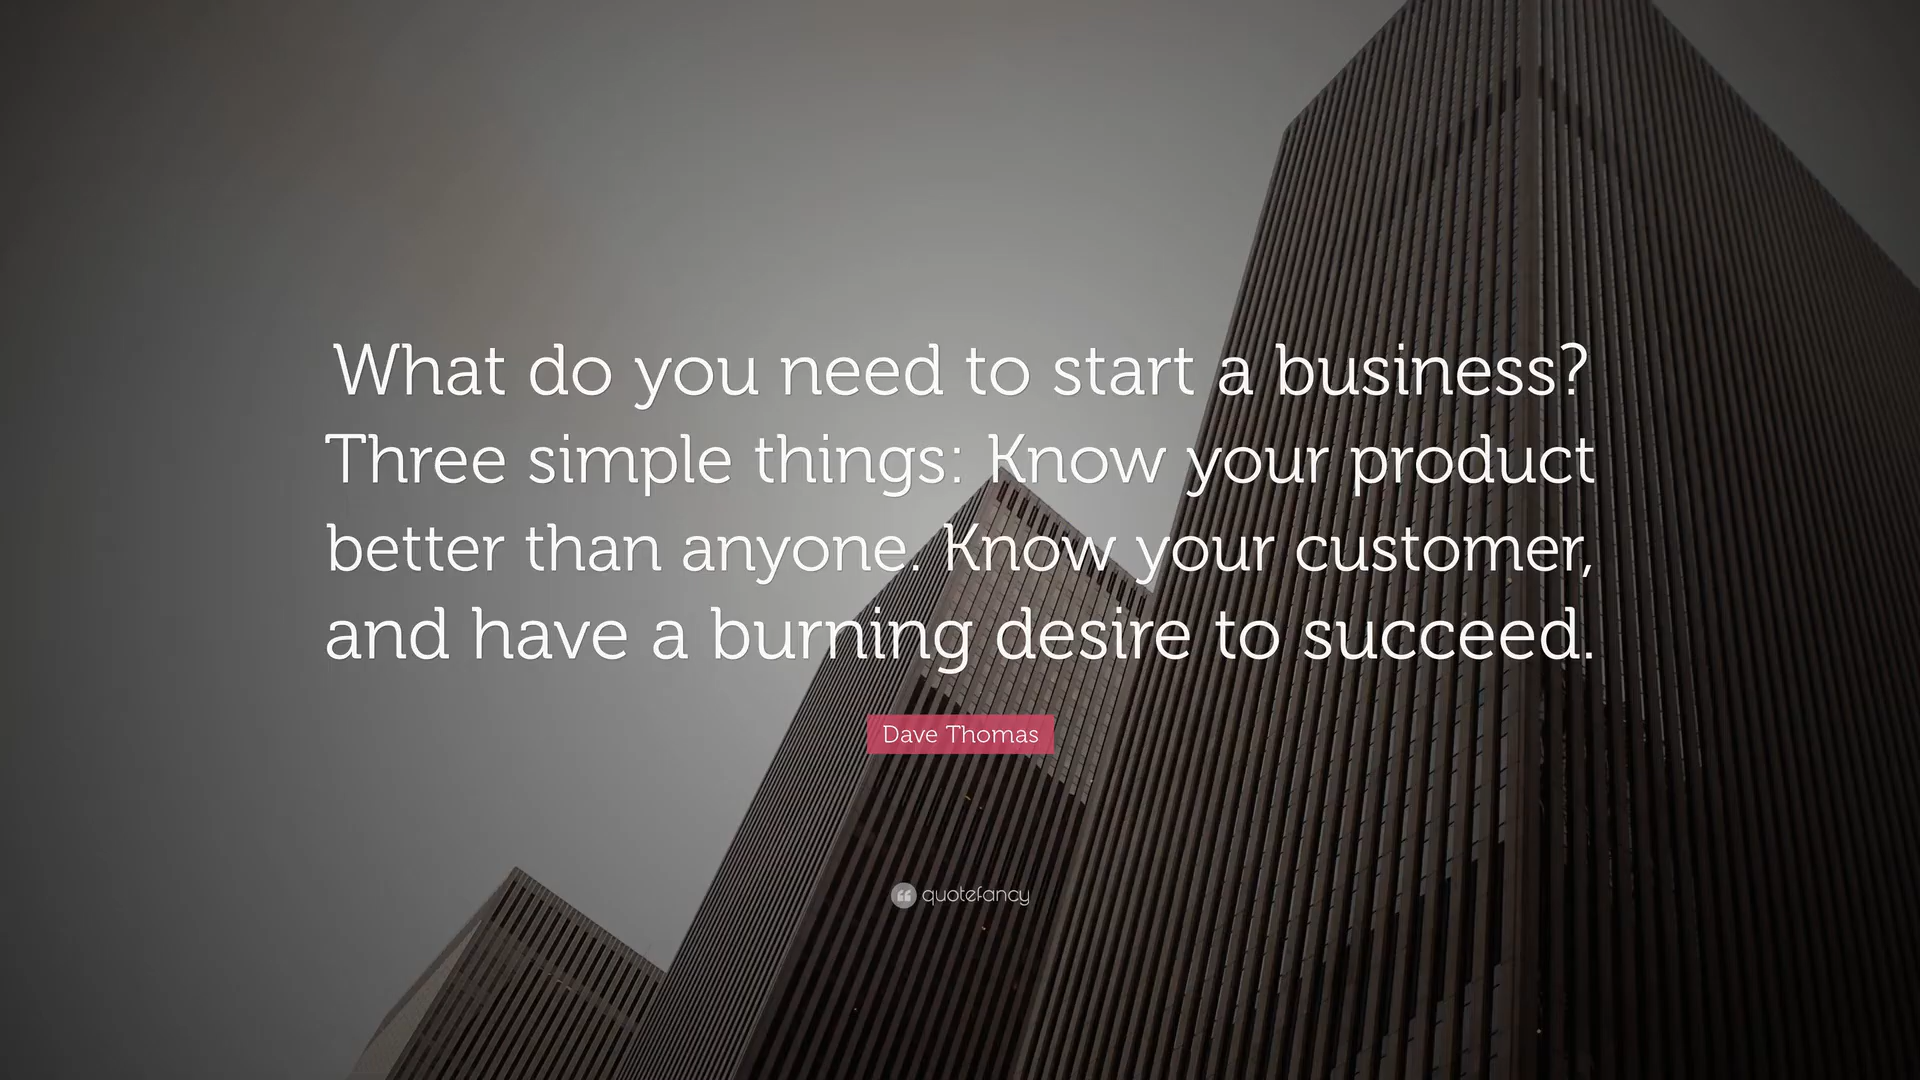 What do you need to start a business?
Three simple things: Know your product
better than anyone. Know your customer,
and have a burning desire to succeed.
Dave Thomas
quotefancy